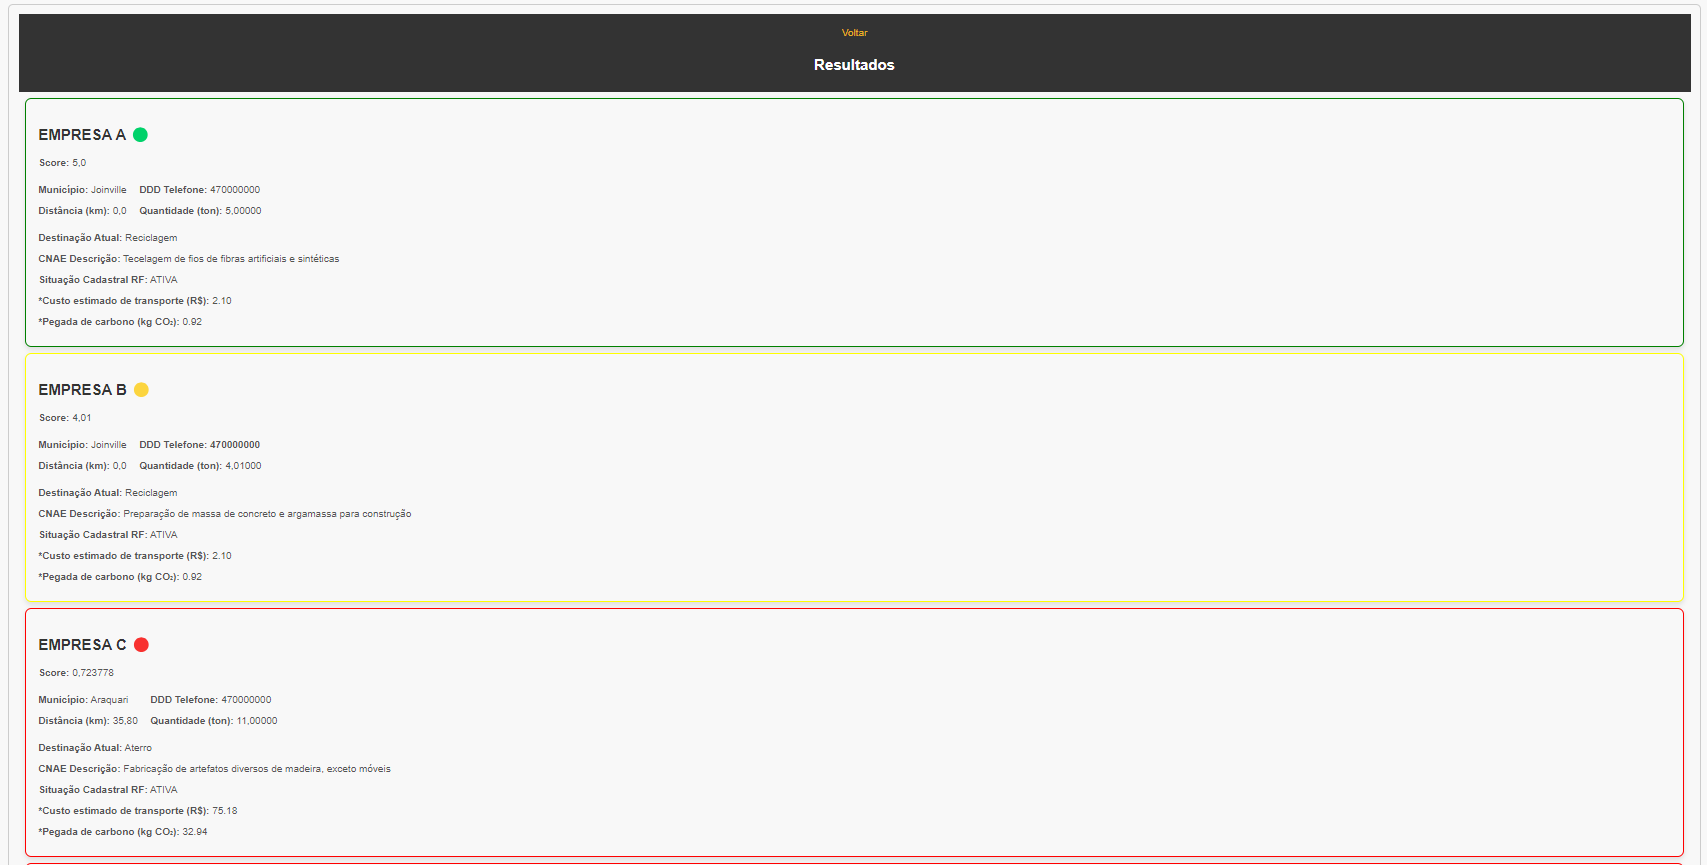 Voltar
Resultados
EMPRESA A
Score: 5,0
Município: Joinville DDD Telefone: 470000000
Distância (km): 0,0 Quantidade (ton): 5,00000
Destinação Atual: Reciclagem
CNAE Descrição: Tecelagem de fios de fibras artificiais e sintéticas
Situação Cadastral RF: ATIVA
*Custo estimado de transporte (R$): 2.10
*Pegada de carbono (kg CO₂): 0.92
EMPRESA B
Score: 4,01
Município: Joinville DDD Telefone: 470000000
Distância (km): 0,0 Quantidade (ton): 4,01000
Destinação Atual: Reciclagem
CNAE Descrição: Preparação de massa de concreto e argamassa para construção
Situação Cadastral RF: ATIVA
*Custo estimado de transporte (R$): 2.10
*Pegada de carbono (kg CO₂): 0.92
EMPRESA C
Score: 0,723778
Município: Araquari DDD Telefone: 470000000
Distância (km): 35,80 Quantidade (ton): 11,00000
Destinação Atual: Aterro
CNAE Descrição: Fabricação de artefatos diversos de madeira, exceto móveis
Situação Cadastral RF: ATIVA
*Custo estimado de transporte (R$): 75.18
*Pegada de carbono (kg CO₂): 32.94